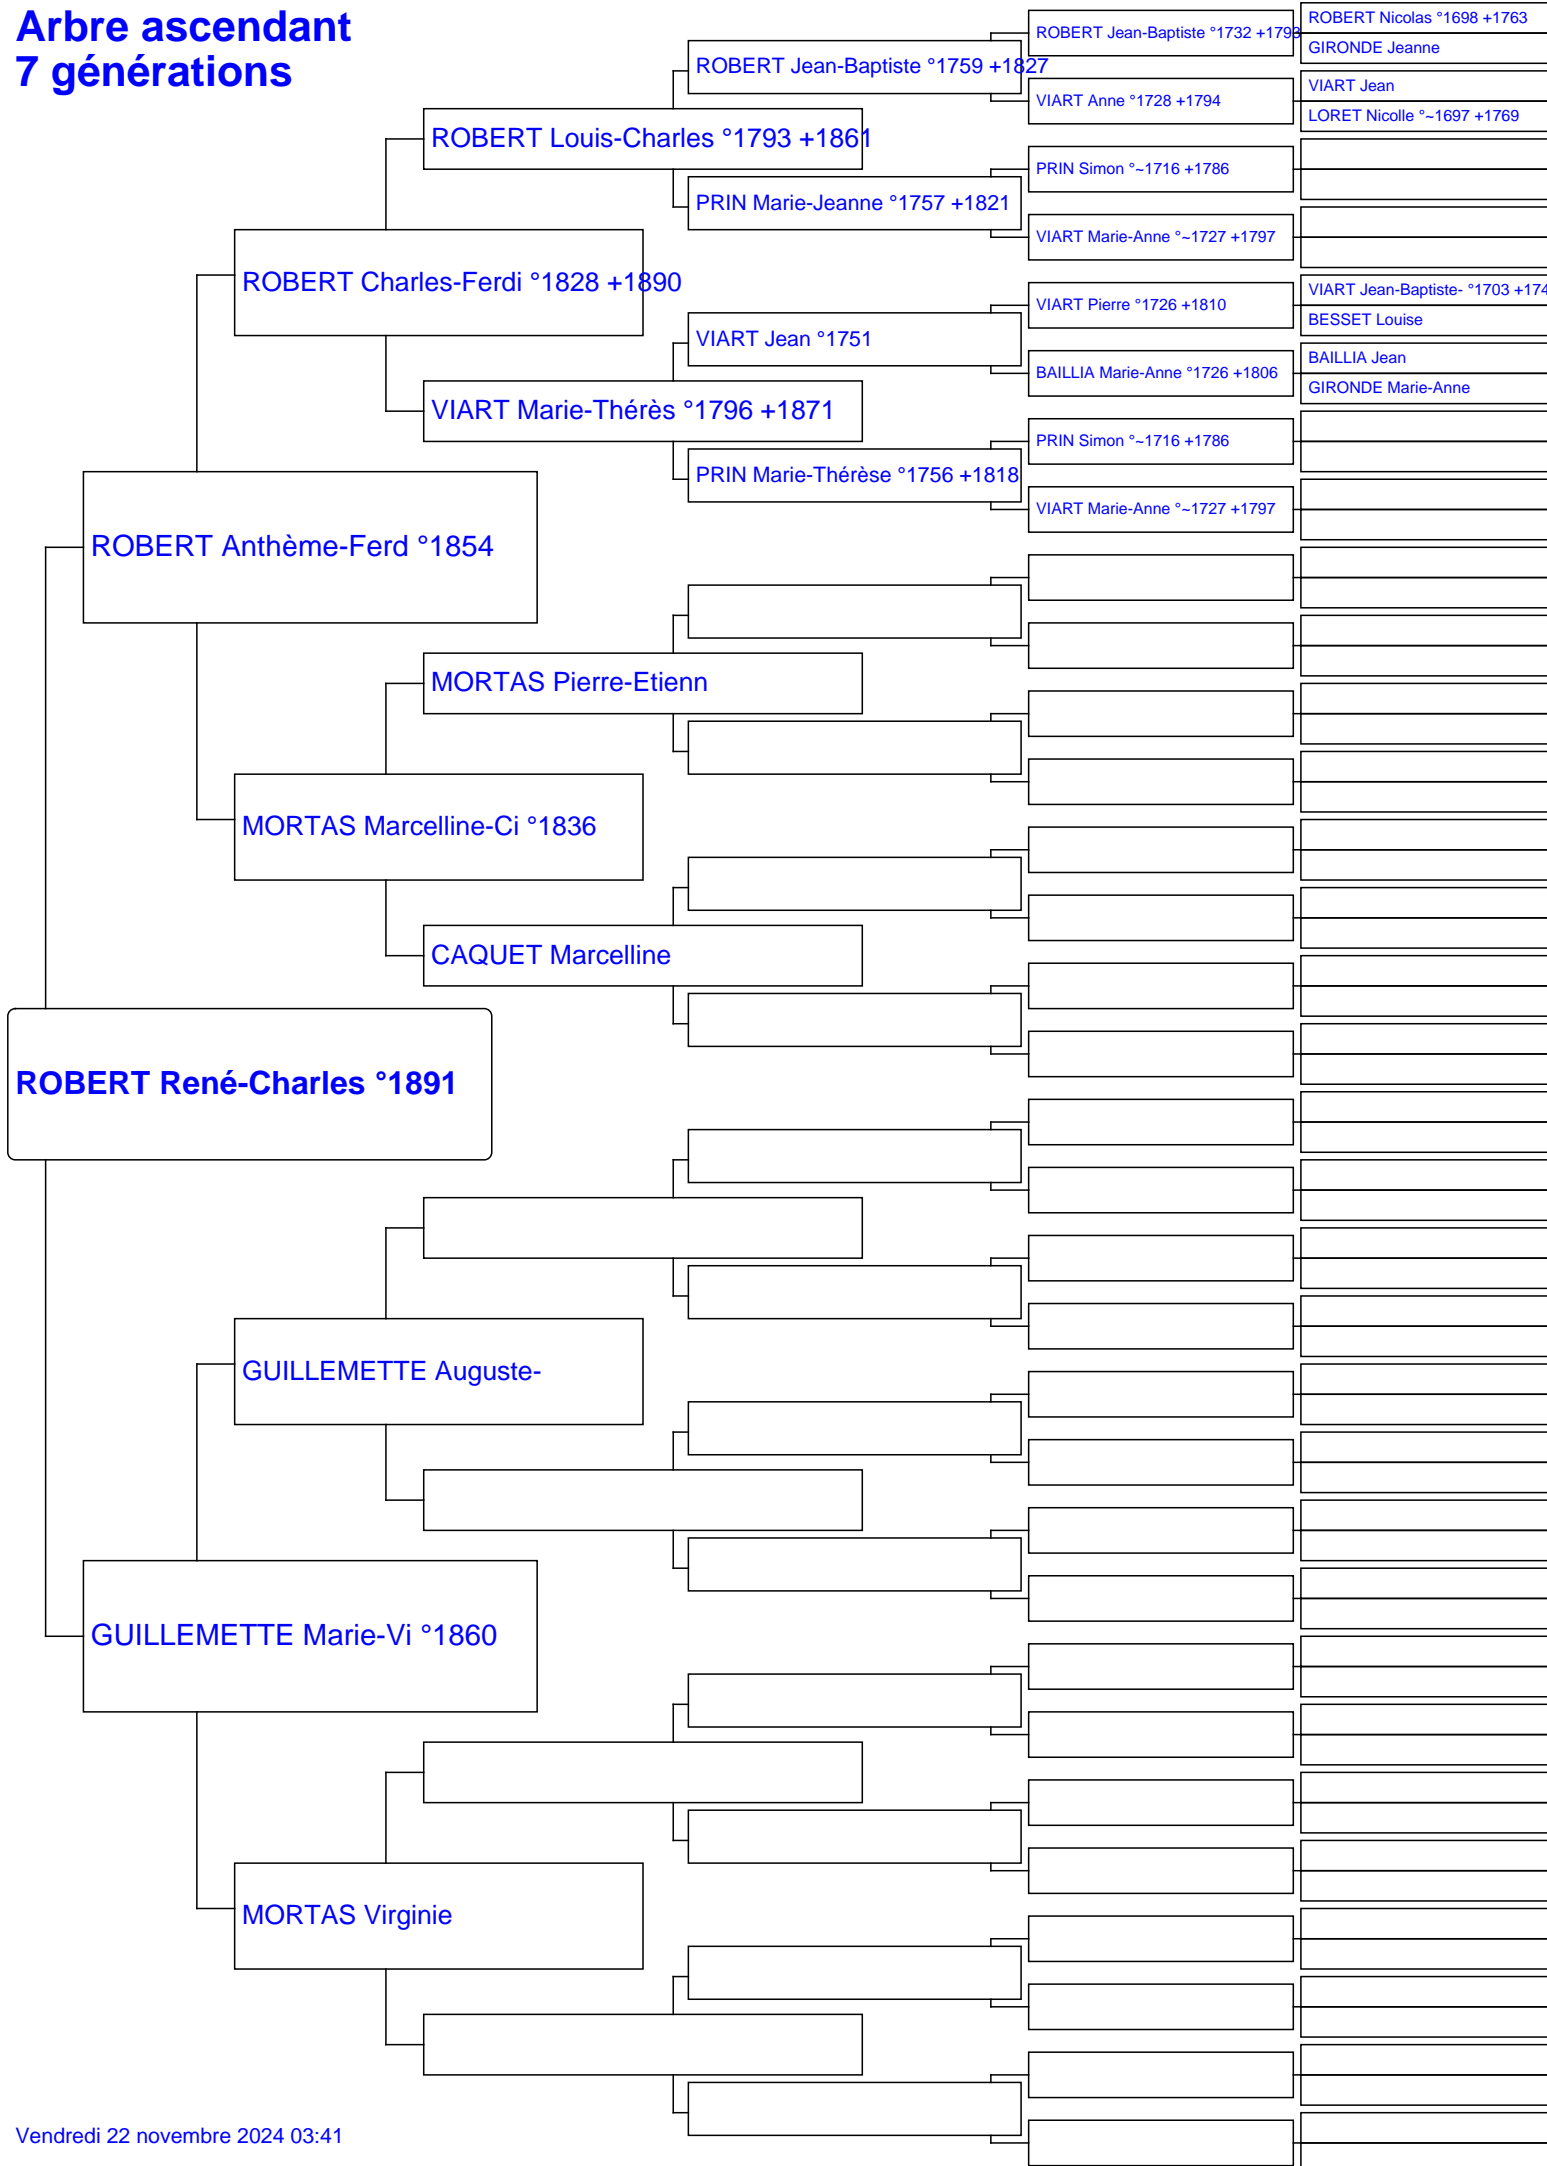 Arbre ascendant
7 générations
ROBERT René-Charles °1891
ROBERT Anthème-Ferd °1854
GUILLEMETTE Marie-Vi °1860
ROBERT Charles-Ferdi °1828 +1890
MORTAS Marcelline-Ci °1836
GUILLEMETTE Auguste-
MORTAS Virginie
ROBERT Louis-Charles °1793 +1861
VIART Marie-Thérès °1796 +1871
MORTAS Pierre-Etienn
CAQUET Marcelline
ROBERT Jean-Baptiste °1759 +1827
PRIN Marie-Jeanne °1757 +1821
VIART Jean °1751
PRIN Marie-Thérèse °1756 +1818
ROBERT Jean-Baptiste °1732 +1793
VIART Anne °1728 +1794
PRIN Simon °~1716 +1786
VIART Marie-Anne °~1727 +1797
VIART Pierre °1726 +1810
BAILLIA Marie-Anne °1726 +1806
PRIN Simon °~1716 +1786
VIART Marie-Anne °~1727 +1797
ROBERT Nicolas °1698 +1763
GIRONDE Jeanne
VIART Jean
LORET Nicolle °~1697 +1769
VIART Jean-Baptiste- °1703 +174
BESSET Louise
BAILLIA Jean
GIRONDE Marie-Anne
Vendredi 22 novembre 2024 03:41